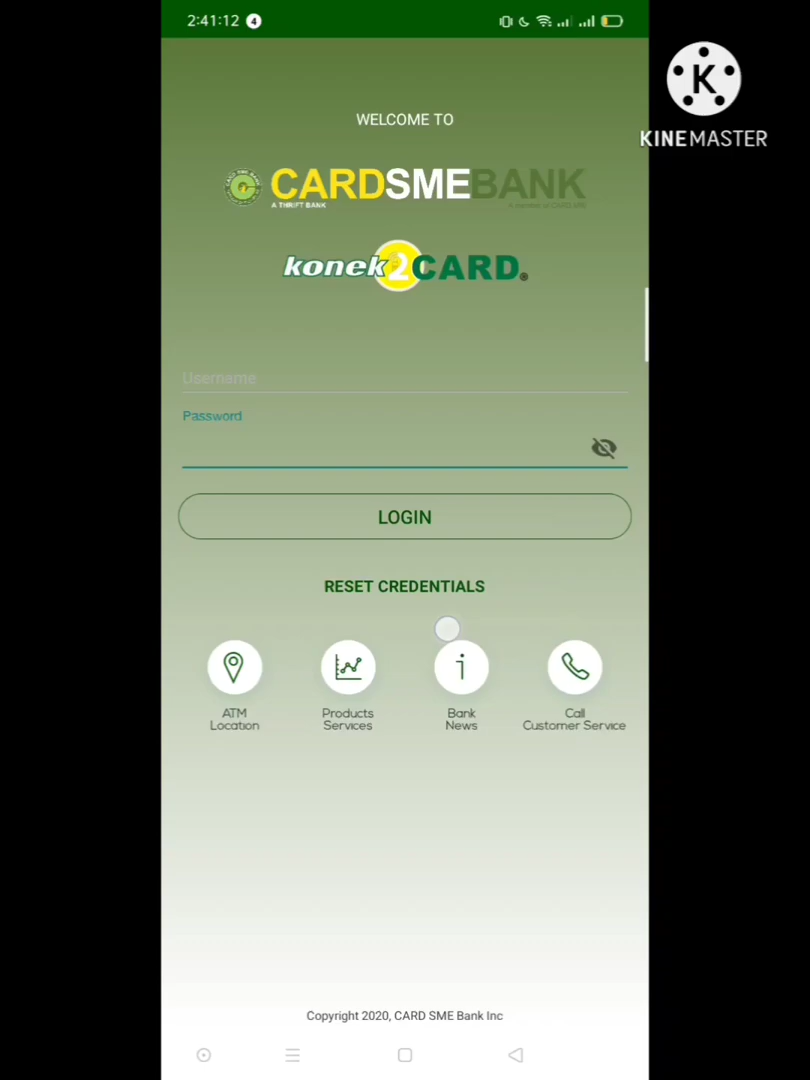 2:41:12 4
KINEMASTER
WELCOME TO
CARDSMEBANK
A THRIFT BANK
konek2CARD
Username
Password
LOGIN
RESET CREDENTIALS
ATM Location
Products Services
Bank News
Call Customer Service
Copyright 2020, CARD SME Bank Inc